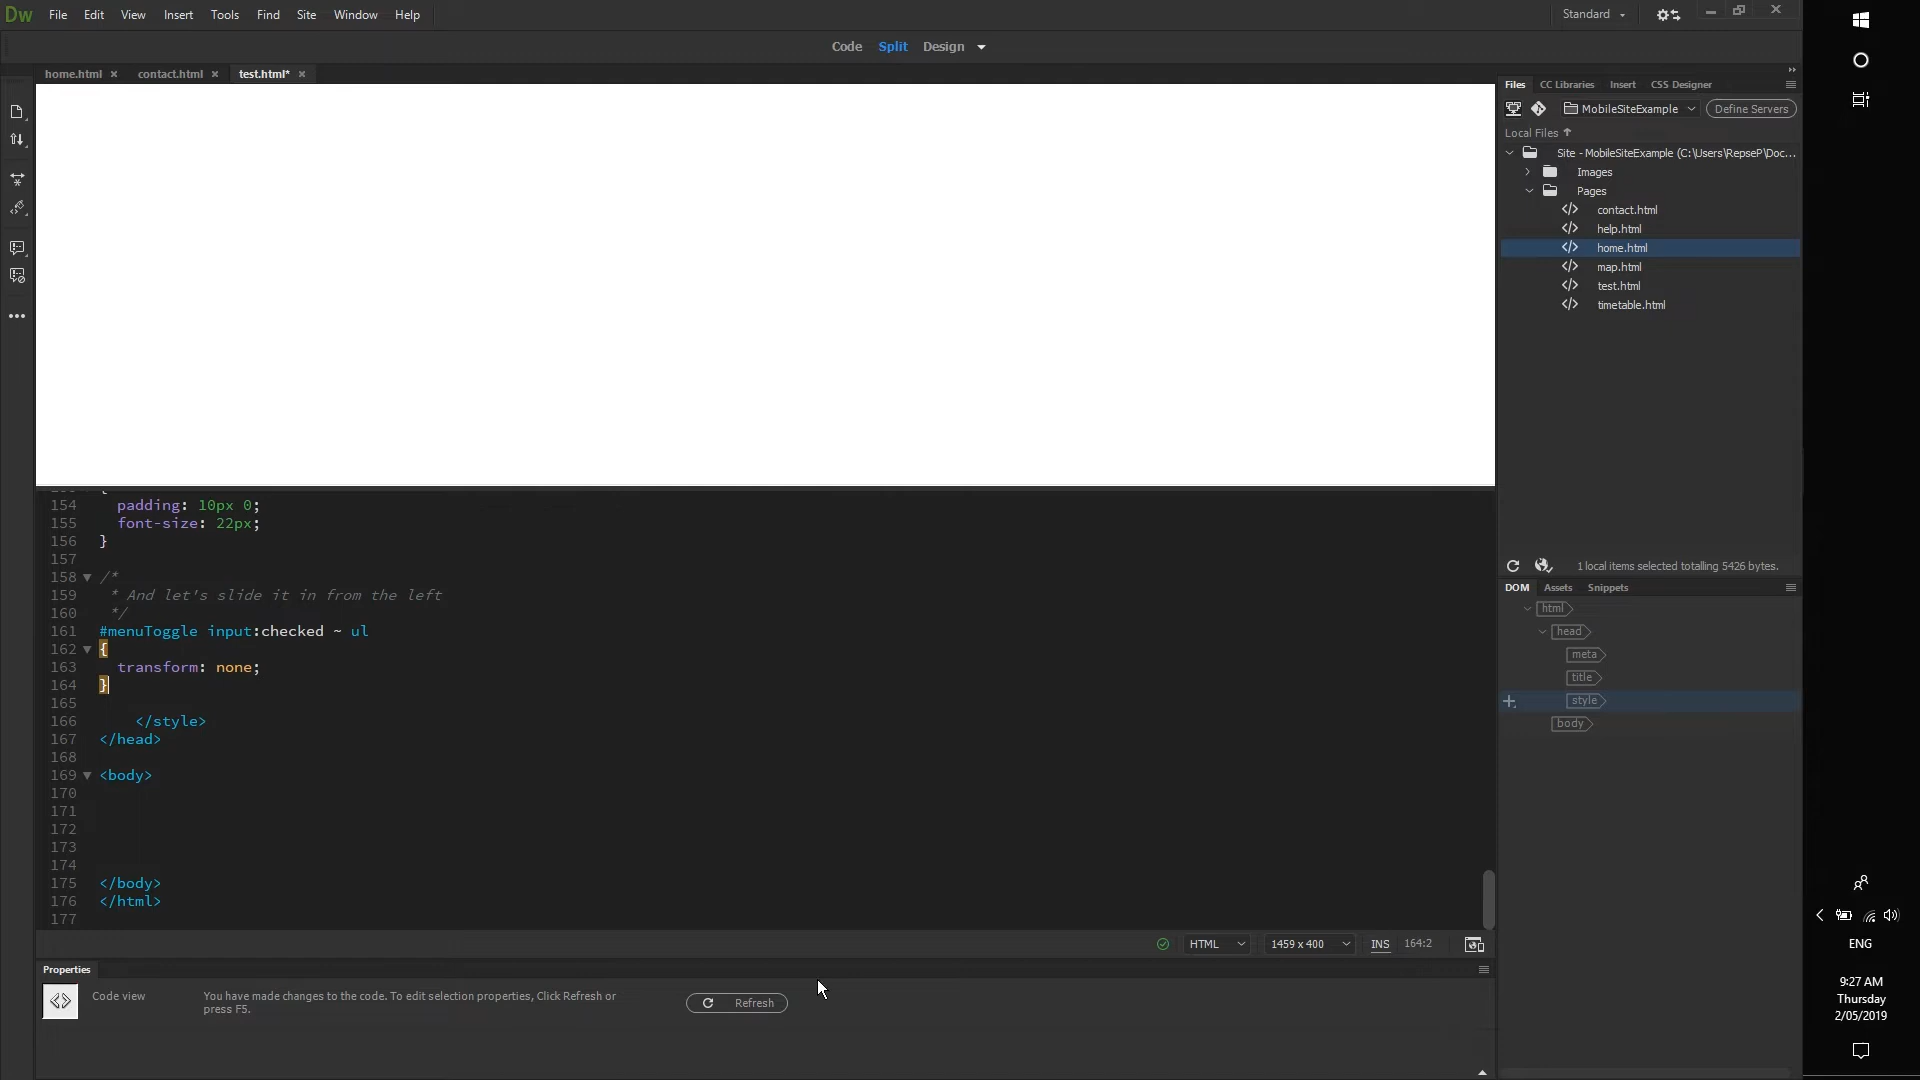 Dw File Edit View Insert Tools Find Site Window Help Standard
Code Split Design
home.html contact.html test.html*
Files CC Libraries Insert CSS Designer
MobileSiteExample Define Servers
Local Files
Site - MobileSiteExample (C:\Users\RepseP\Doc...
Images
Pages
contact.html
help.html
home.html
map.html
test.html
timetable.html
1 local items selected totalling 5426 bytes.
DOM Assets Snippets
html
head
meta
title
style
body
154 padding: 10px 0;
155 font-size: 22px;
156 }
157
158 /*
159 * And let's slide it in from the left
160 */
161 #menuToggle input:checked ~ ul
162 {
163 transform: none;
164 }
165
166 </style>
167 </head>
168
169 <body>
170
171
172
173
174
175 </body>
176 </html>
177
HTML 1459 x 400 INS 164:2
Properties
Code view
You have made changes to the code. To edit selection properties, Click Refresh or
press F5.
Refresh
ENG
9:27 AM
Thursday
2/05/2019